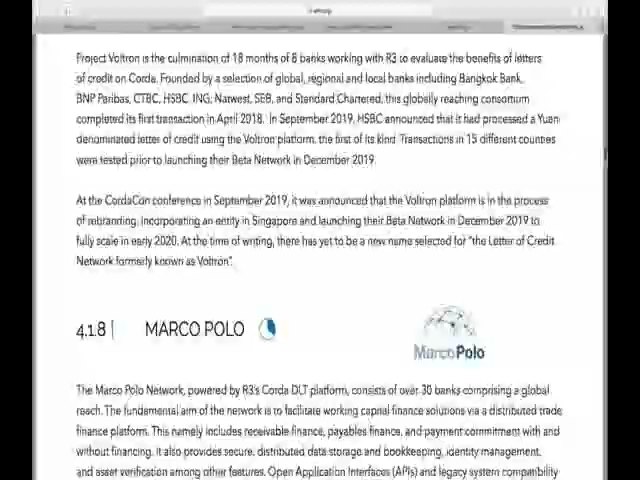 Project Voltron is the culmination of 18 months of 8 banks working with R3 to evaluate the benefits of letters
of credit on Corda. Founded by a selection of global, regional and local banks including Bangkok Bank,
BNP Paribas, CTBC, HSBC, ING, Natwest, SEB, and Standard Chartered, this globally reaching consortium
completed its first transaction in April 2018. In September 2019, HSBC announced that it had processed a Yuan
denominated letter of credit using the Voltron platform, the first of its kind. Transactions in 15 different countries
were tested prior to launching their Beta Network in December 2019.
At the CordaCon conference in September 2019, it was announced that the Voltron platform is in the process
of rebranding, incorporating an entity in Singapore and launching their Beta Network in December 2019 to
fully scale in early 2020. At the time of writing, there has yet to be a new name selected for "the Letter of Credit
Network formerly known as Voltron".
4.1.8 | MARCO POLO
MarcoPolo
The Marco Polo Network, powered by R3's Corda DLT platform, consists of over 30 banks comprising a global
reach. The fundamental aim of the network is to facilitate working capital finance solutions via a distributed trade
finance platform. This namely includes receivable finance, payables finance, and payment commitment with and
without financing. It also provides secure, distributed data storage and bookkeeping, identity management,
and asset verification among other features. Open Application Interfaces (APIs) and legacy system compatibility